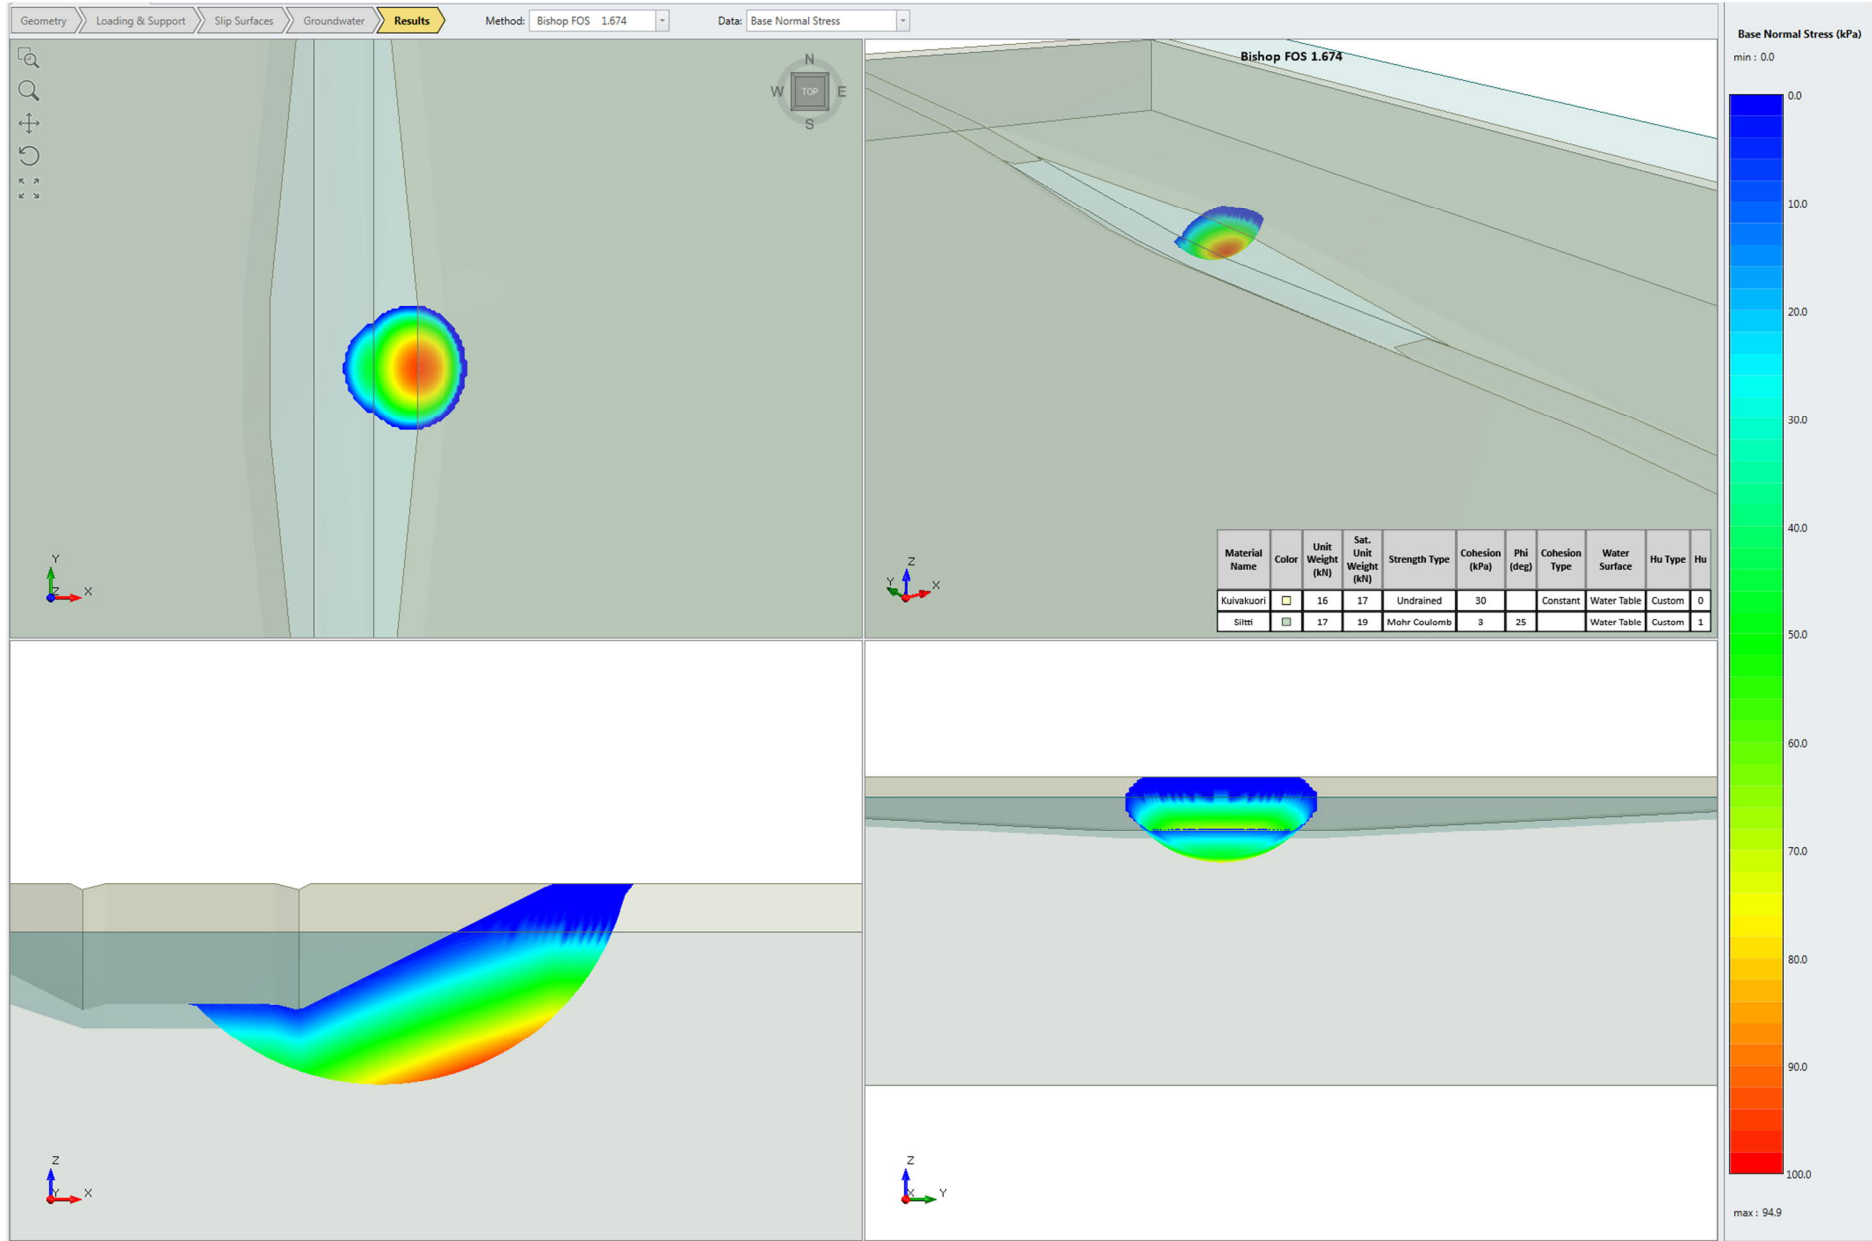 Geometry Loading & Support Slip Surfaces Groundwater Results Method: Bishop FOS 1.674 Data: Base Normal Stress
N
W TOP E
S
Y
Z X
Bishop FOS 1.674
Z
Y X
Material Name Color Unit Weight (kN) Sat. Unit Weight (kN) Strength Type Cohesion (kPa) Phi (deg) Cohesion Type Water Surface Hu Type Hu
Kuivakuori 16 17 Undrained 30 Constant Water Table Custom 0
Siltti 17 19 Mohr Coulomb 3 25 Water Table Custom 1
Z
Y X
Z
X Y
Base Normal Stress (kPa)
min : 0.0
0.0
10.0
20.0
30.0
40.0
50.0
60.0
70.0
80.0
90.0
100.0
max : 94.9